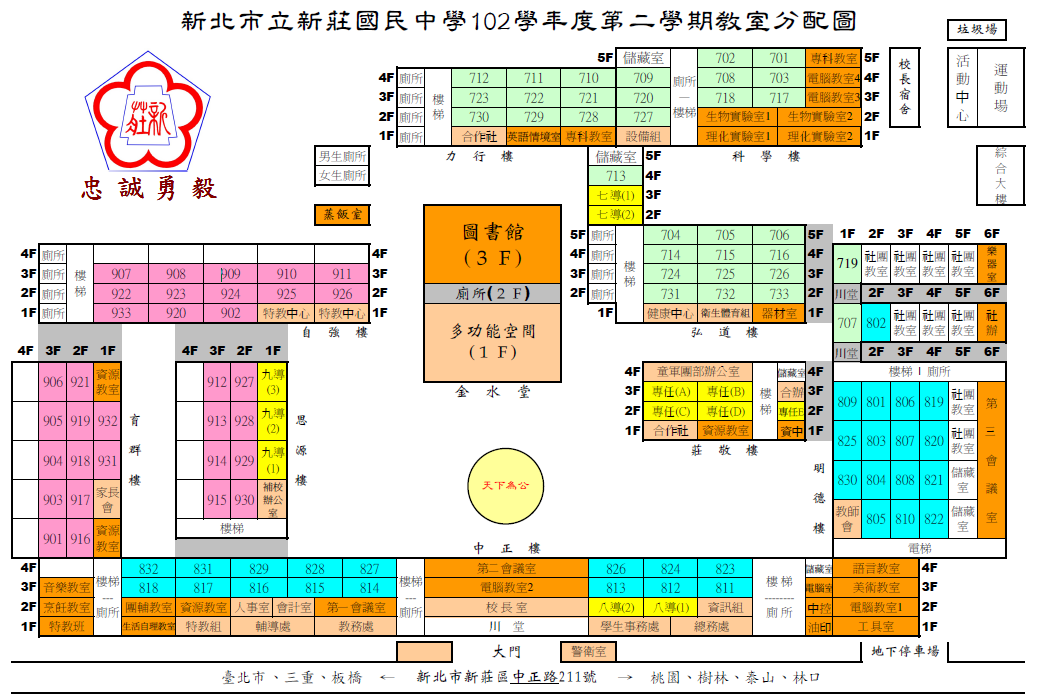 新北市立新莊國民中學102學年度第二學期教室分配圖
垃圾場
忠誠勇毅
5F 儲藏室 702 701 專科教室 5F
4F 廁所 712 711 710 709 708 703 電腦教室4 4F
3F 廁所 723 722 721 720 718 717 電腦教室3 3F
2F 廁所 730 729 728 727 生物實驗室1 生物實驗室2 2F
1F 廁所 合作社 英語情境室 專科教室 設備組 理化實驗室1 理化實驗室2 1F
樓梯
廁所
—
樓梯
力行樓
科學樓
校長宿舍
活動中心
運動場
綜合大樓
男生廁所
女生廁所
蒸飯室
儲藏室 5F
713 4F
七導(1) 3F
七導(2) 2F
圖書館
(3F)
廁所(2F)
多功能空間
(1F)
金水堂
5F 廁所 704 705 706 5F
4F 廁所 714 715 716 4F
3F 廁所 724 725 726 3F
2F 廁所 731 732 733 2F
1F 健康中心 衛生體育組 器材室 1F
樓梯
弘道樓
4F 4F
3F 廁所 907 908 909 910 911 3F
2F 廁所 922 923 924 925 926 2F
1F 廁所 933 920 902 特教中心 特教中心 1F
廁所
樓梯
自強樓
4F 3F 2F 1F
906 921 資源教室
905 919 932
904 918 931
903 917 家長會
901 916 資源教室
育群樓
4F 3F 2F 1F
912 927 九導(3)
913 928 九導(2)
914 929 九導(1)
915 930 補校辦公室
樓梯
思源樓
天下為公
4F 童軍團部辦公室 儲藏室 4F
3F 專任(A) 專任(B) 合辦 3F
2F 專任(C) 專任(D) 專任E 2F
1F 合作社 資源教室 資中 1F
樓梯
莊敬樓
1F 2F 3F 4F 5F 6F
719 社團教室 社團教室 社團教室 社團教室 樂器室
川堂 2F 3F 4F 5F 6F
707 802 社團教室 社團教室 社團教室 社辦
川堂 2F 3F 4F 5F 6F
樓梯 | 廁所
809 801 806 819 社團教室
825 803 807 820 社團教室
830 804 808 821 儲藏室
教師會 805 810 822 儲藏室
第三會議室
電梯
明德樓
中正樓
4F 832 831 829 828 827 第二會議室 826 824 823 儲藏室 語言教室 4F
3F 音樂教室 818 817 816 815 814 電腦教室2 813 812 811 電腦室 美術教室 3F
2F 烹飪教室 團輔教室 資源教室 人事室 會計室 第一會議室 校長室 八導(2) 八導(1) 資訊組 中控 電腦教室1 2F
1F 特教班 生活自理教室 特教組 輔導處 教務處 川堂 學生事務處 總務處 油印 工具室 1F
樓梯
---
廁所
樓梯
---
廁所
樓梯
--------
廁所
大門
警衛室
地下停車場
臺北市、三重、板橋 ← 新北市新莊區中正路211號 → 桃園、樹林、泰山、林口